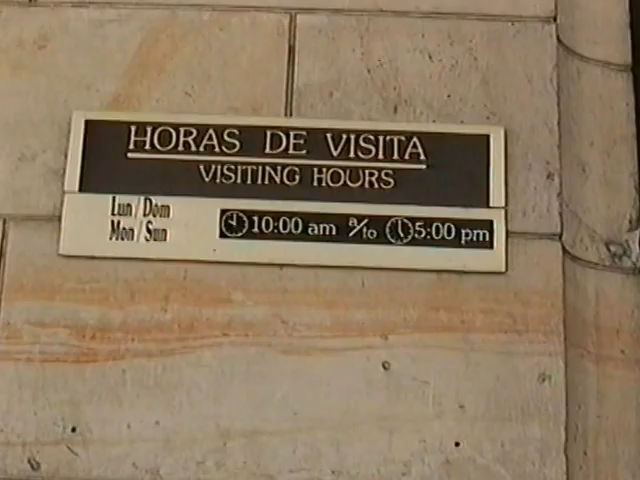 HORAS DE VISITA
VISITING HOURS
Lun/Dom
Mon/Sun
10:00 am a/to 5:00 pm